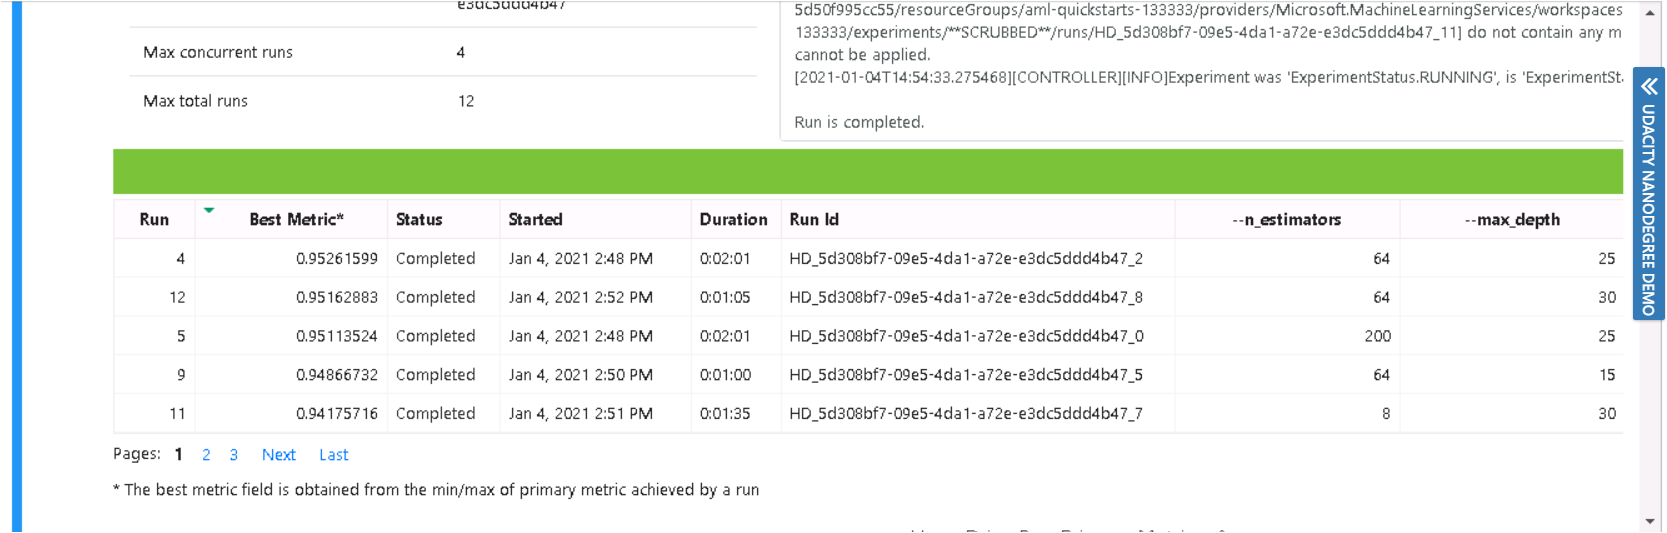 e3dc5ddd4b47
Max concurrent runs 4
Max total runs 12
5d50f995cc55/resourceGroups/aml-quickstarts-133333/providers/Microsoft.MachineLearningServices/workspaces
133333/experiments/**SCRUBBED**/runs/HD_5d308bf7-09e5-4da1-a72e-e3dc5ddd4b47_11] do not contain any m
cannot be applied.
[2021-01-04T14:54:33.275468][CONTROLLER][INFO]Experiment was 'ExperimentStatus.RUNNING', is 'ExperimentSt
Run is completed.
Run Best Metric* Status Started Duration Run Id --n_estimators --max_depth
4 0.95261599 Completed Jan 4, 2021 2:48 PM 0:02:01 HD_5d308bf7-09e5-4da1-a72e-e3dc5ddd4b47_2 64 25
12 0.95162883 Completed Jan 4, 2021 2:52 PM 0:01:05 HD_5d308bf7-09e5-4da1-a72e-e3dc5ddd4b47_8 64 30
5 0.95113524 Completed Jan 4, 2021 2:48 PM 0:02:01 HD_5d308bf7-09e5-4da1-a72e-e3dc5ddd4b47_0 200 25
9 0.94866732 Completed Jan 4, 2021 2:50 PM 0:01:00 HD_5d308bf7-09e5-4da1-a72e-e3dc5ddd4b47_5 64 15
11 0.94175716 Completed Jan 4, 2021 2:51 PM 0:01:35 HD_5d308bf7-09e5-4da1-a72e-e3dc5ddd4b47_7 8 30
Pages: 1 2 3 Next Last
* The best metric field is obtained from the min/max of primary metric achieved by a run
UDACITY NANODEGREE DEMO